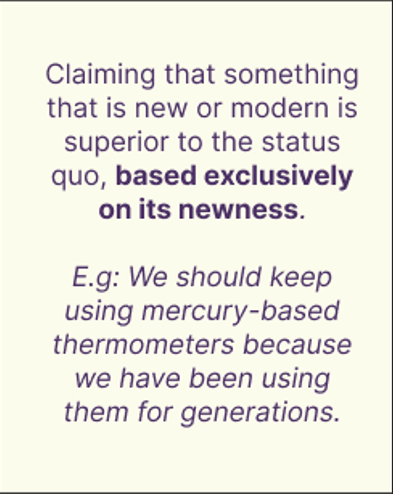 Claiming that something
that is new or modern is
superior to the status
quo, based exclusively
on its newness.
E.g: We should keep
using mercury-based
thermometers because
we have been using
them for generations.